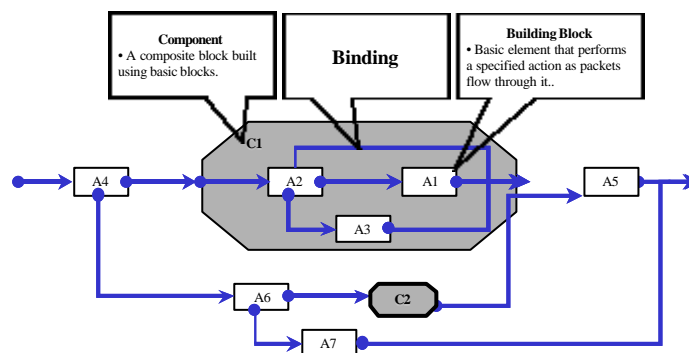 Component
• A composite block built
using basic blocks.
Binding
Building Block
• Basic element that performs
a specified action as packets
flow through it..
C1
A4
A2
A1
A5
A3
A6
C2
A7